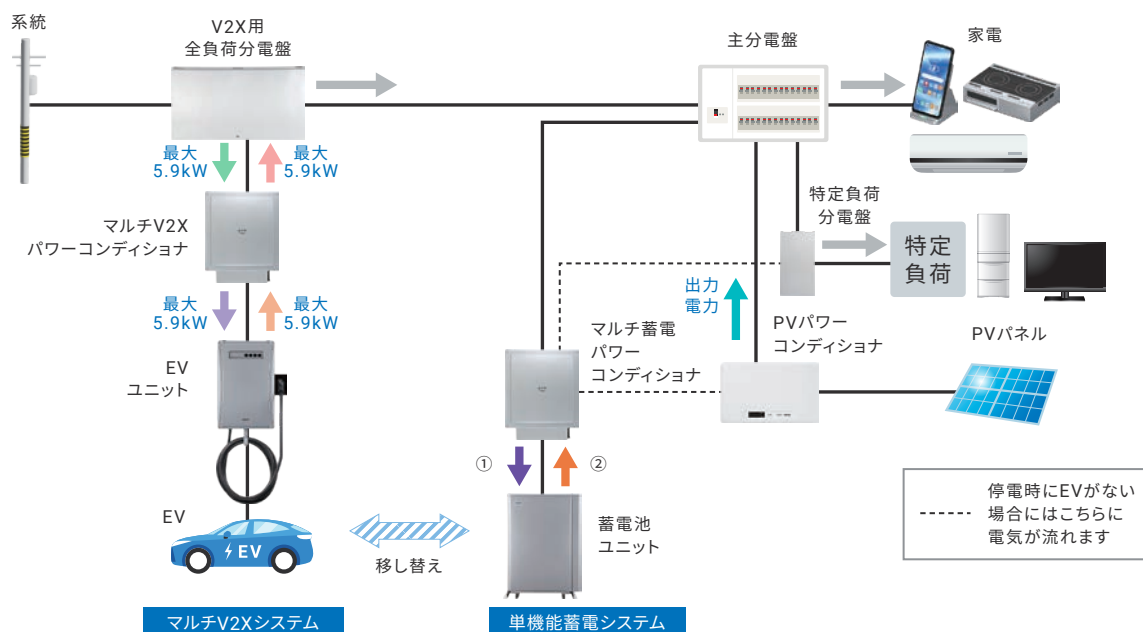 系統
V2X用
全負荷分電盤
主分電盤
家電
最大
5.9kW
最大
5.9kW
マルチV2X
パワーコンディショナ
特定負荷
分電盤
特定
負荷
最大
5.9kW
最大
5.9kW
出力
電力
マルチ蓄電
パワー
コンディショナ
PVパワー
コンディショナ
PVパネル
EV
ユニット
①
②
EV
EV
移し替え
蓄電池
ユニット
停電時にEVがない
場合にはこちらに
電気が流れます
マルチV2Xシステム
単機能蓄電システム